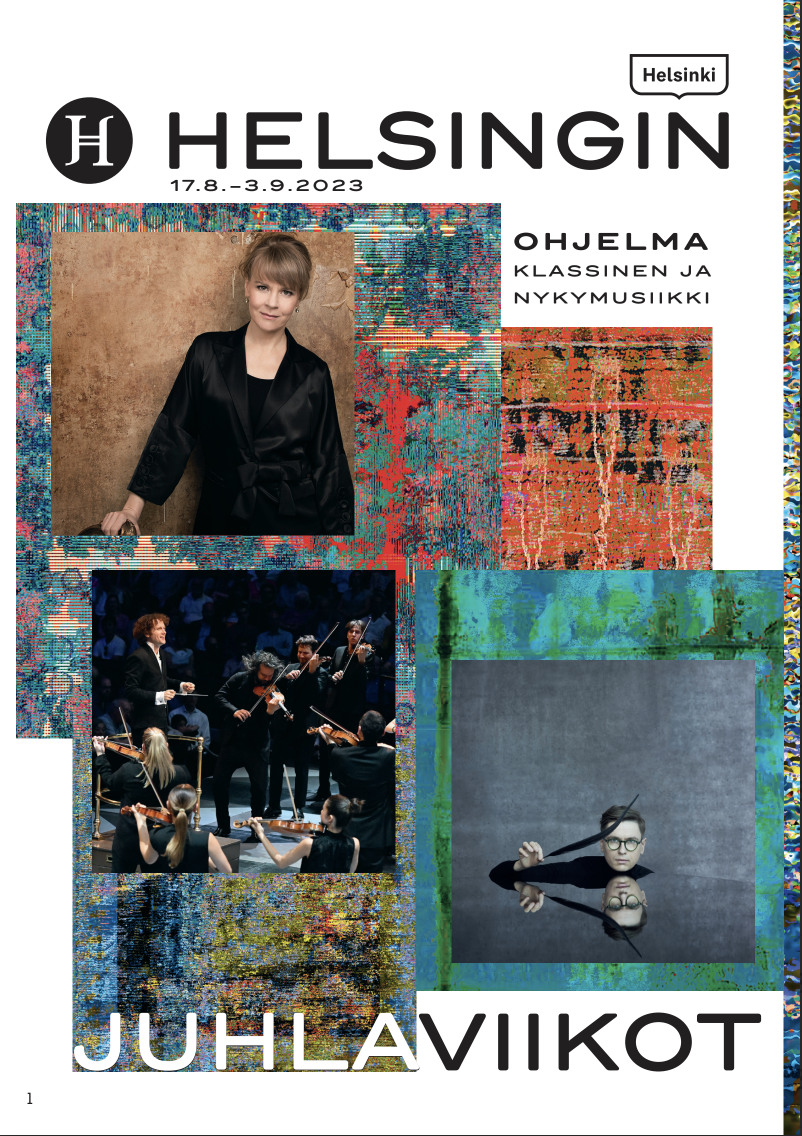 Helsinki
H HELSINGIN
17.8.–3.9.2023
OHJELMA
KLASSINEN JA
NYKYMUSIIKKI
JUHLAVIIKOT
1